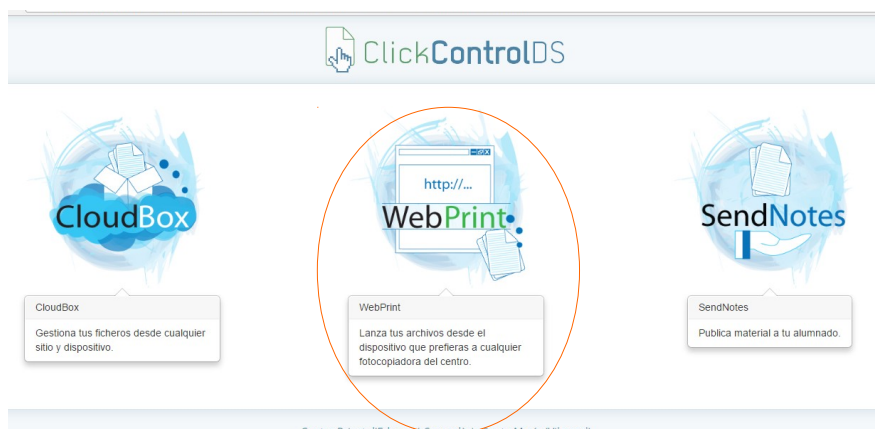 ClickControlDS
CloudBox
http://...
WebPrint
SendNotes
CloudBox
Gestiona tus ficheros desde cualquier
sitio y dispositivo.
WebPrint
Lanza tus archivos desde el
dispositivo que prefieras a cualquier
fotocopiadora del centro.
SendNotes
Publica material a tu alumnado.